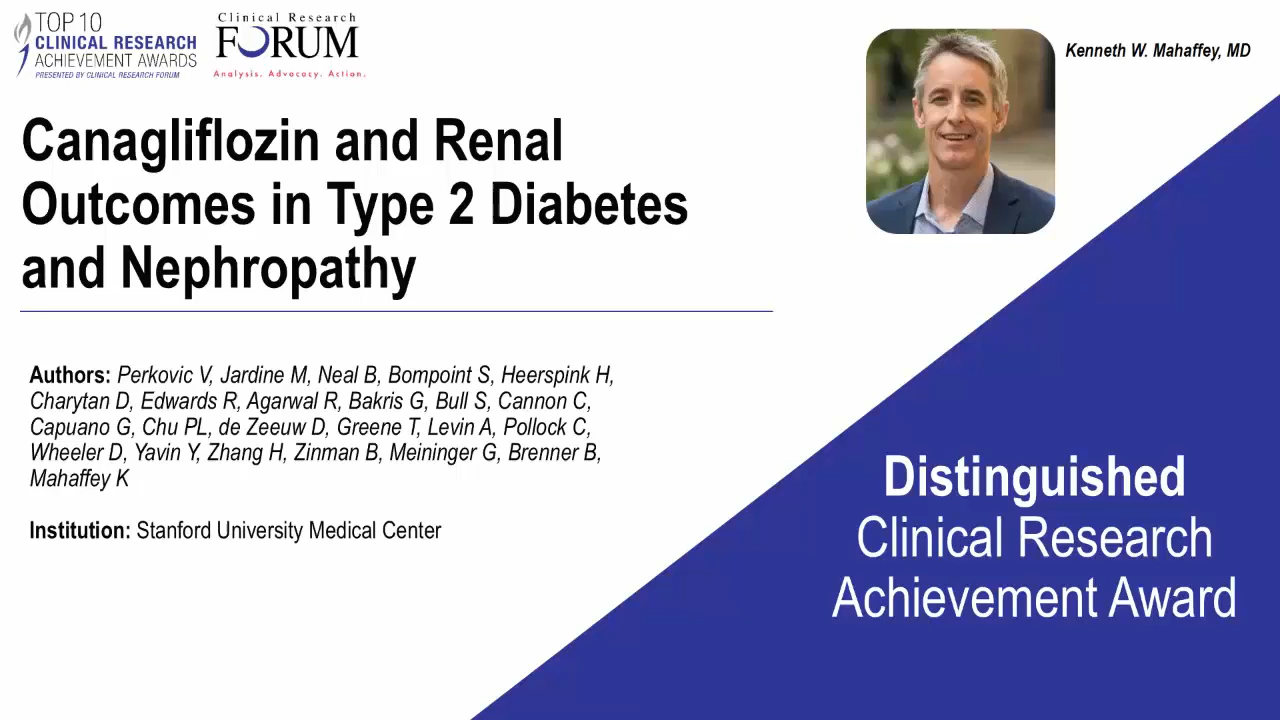 TOP 10
CLINICAL RESEARCH
ACHIEVEMENT AWARDS
PRESENTED BY CLINICAL RESEARCH FORUM
Clinical Research
FORUM
Analysis. Advocacy. Action.
Kenneth W. Mahaffey, MD
Canagliflozin and Renal
Outcomes in Type 2 Diabetes
and Nephropathy
Authors: Perkovic V, Jardine M, Neal B, Bompoint S, Heerspink H,
Charytan D, Edwards R, Agarwal R, Bakris G, Bull S, Cannon C,
Capuano G, Chu PL, de Zeeuw D, Greene T, Levin A, Pollock C,
Wheeler D, Yavin Y, Zhang H, Zinman B, Meininger G, Brenner B,
Mahaffey K
Institution: Stanford University Medical Center
Distinguished
Clinical Research
Achievement Award